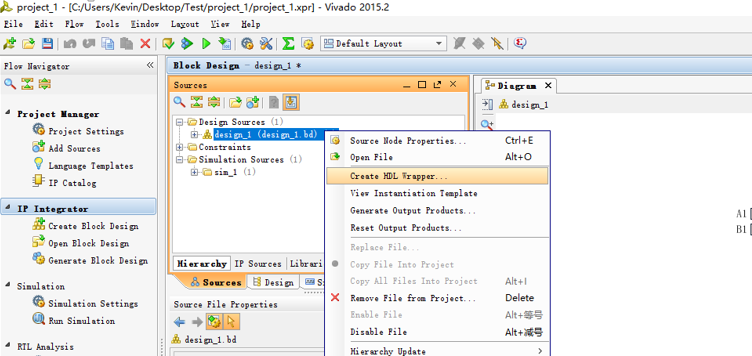 project_1 - [C:/Users/Kevin/Desktop/Test/project_1/project_1.xpr] - Vivado 2015.2
File Edit Flow Tools Window Layout View Help
Default Layout
Flow Navigator
Project Manager
Project Settings
Add Sources
Language Templates
IP Catalog
IP Integrator
Create Block Design
Open Block Design
Generate Block Design
Simulation
Simulation Settings
Run Simulation
RTL Analysis
Block Design - design_1 *
Sources
Design Sources (1)
design_1 (design_1.bd)
Constraints
Simulation Sources (1)
sim_1
Hierarchy IP Sources Librari
Sources Design
Source File Properties
design_1.bd
Source Node Properties... Ctrl+E
Open File Alt+O
Create HDL Wrapper...
View Instantiation Template
Generate Output Products...
Reset Output Products...
Replace File...
Copy File Into Project
Copy All Files Into Project Alt+I
Remove File from Project... Delete
Enable File Alt+等号
Disable File Alt+减号
Hierarchy Update
Diagram
design_1
A1[
B1[